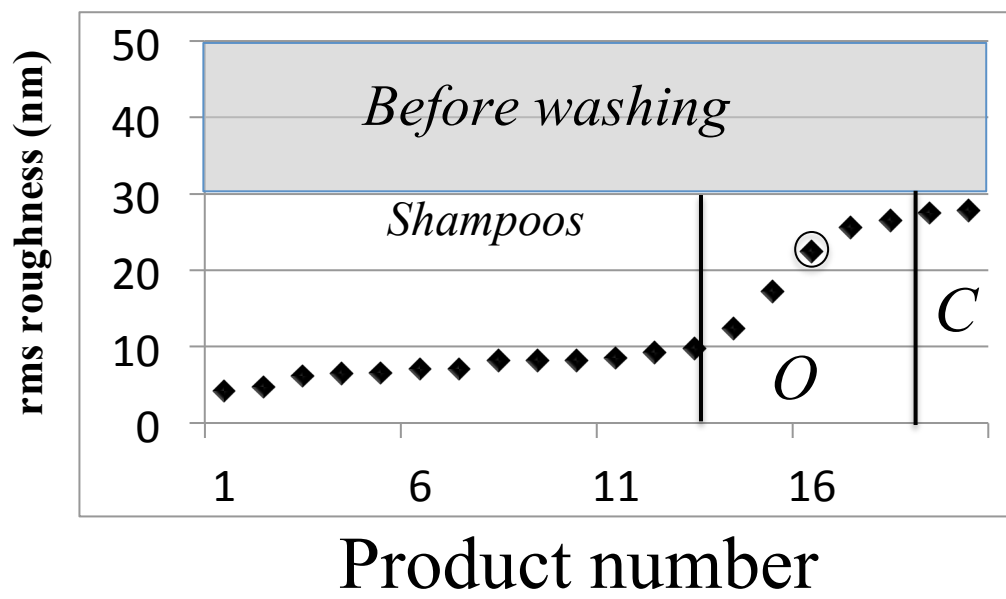 rms roughness (nm)
50
40
30
20
10
0
Before washing
Shampoos
O
C
1 6 11 16
Product number